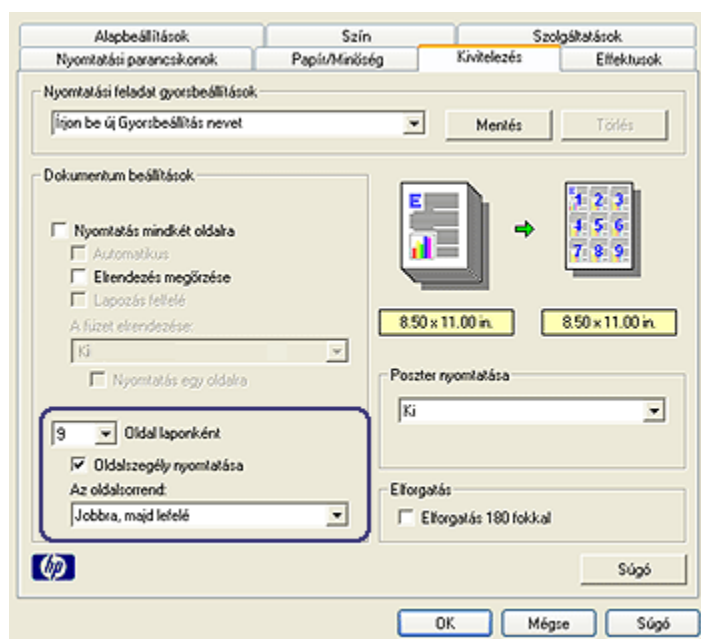 Alapbeállítások Szín Szolgáltatások
Nyomtatási parancsikonok Papír/Minőség Kivitelezés Effektusok
Nyomtatási feladat gyorsbeállítások
Írjon be új Gyorsbeállítás nevet
Mentés Törlés
Dokumentum beállítások
Nyomtatás mindkét oldalra
Automatikus
Elrendezés megőrzése
Lapozás felfelé
A füzet elrendezése:
Ki
Nyomtatás egy oldalra
9 Oldal laponként
Oldalszegély nyomtatása
Az oldalsorrend:
Jobbra, majd lefelé
E
1 2 3
4 5 6
7 8 9
8.50 x 11.00 in. 8.50 x 11.00 in.
Poszter nyomtatása
Ki
Elforgatás
Elforgatás 180 fokkal
hp
Súgó
OK Mégse Súgó